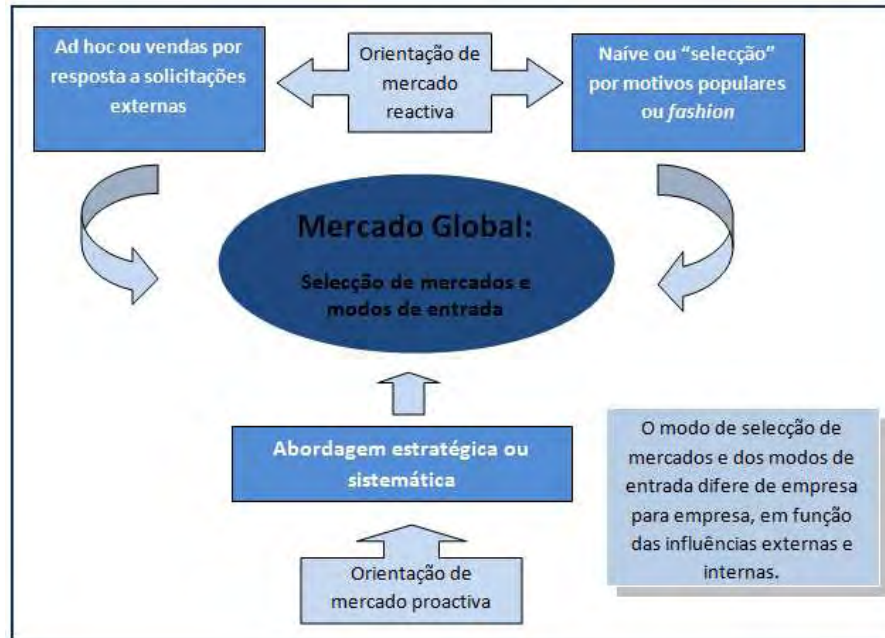 Ad hoc ou vendas por
resposta a solicitações
externas
Orientação de
mercado
reactiva
Naïve ou “selecção”
por motivos populares
ou fashion
Mercado Global:
Selecção de mercados e
modos de entrada
Abordagem estratégica ou
sistemática
Orientação de
mercado proactiva
O modo de selecção de
mercados e dos modos de
entrada difere de empresa
para empresa, em função
das influências externas e
internas.